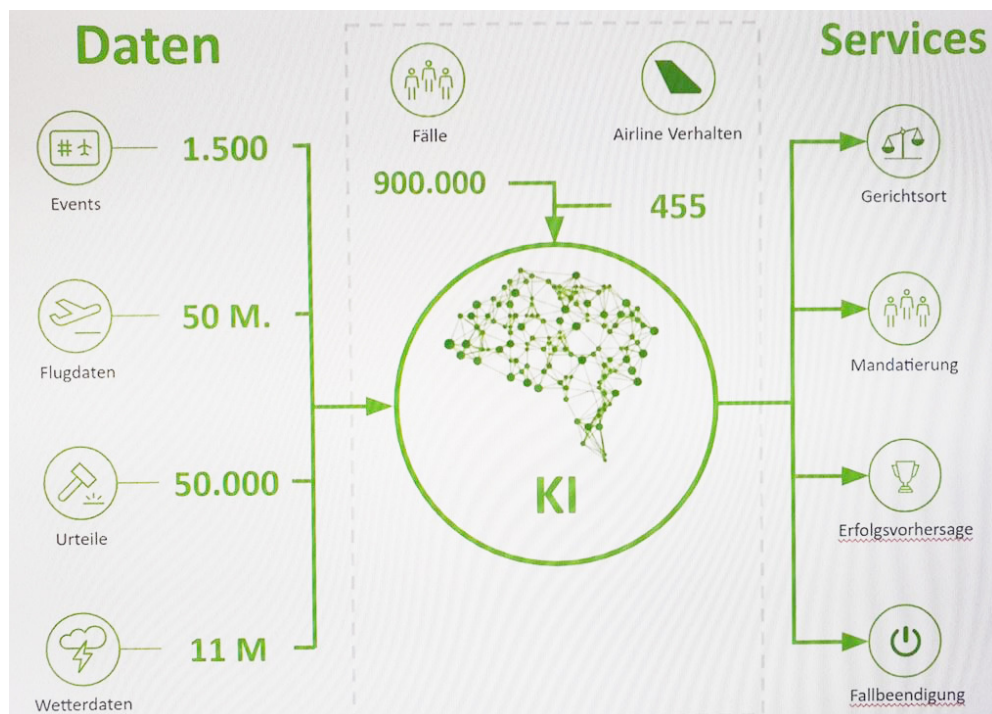 Daten
Services
Fälle
Airline Verhalten
1.500
Events
900.000
455
Gerichtsort
50 M.
Flugdaten
Mandatierung
50.000
Urteile
KI
Erfolgsvorhersage
11 M
Wetterdaten
Fallbeendigung